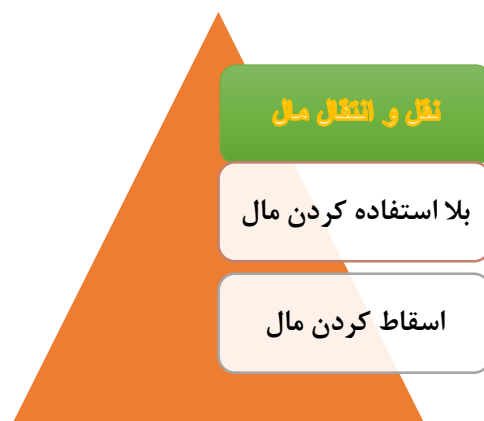 نقل و انتقال مال
بلا استفاده کردن مال
اسقاط کردن مال